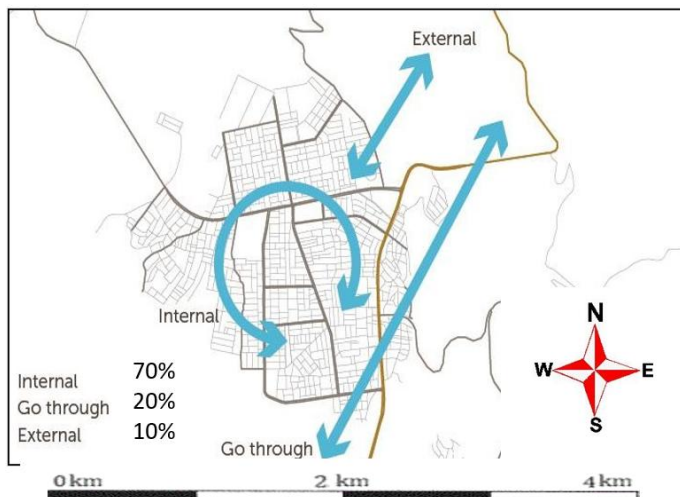 External
Internal
Internal 70%
Go through 20%
External 10%
Go through
N
W E
S
0 km 2 km 4 km